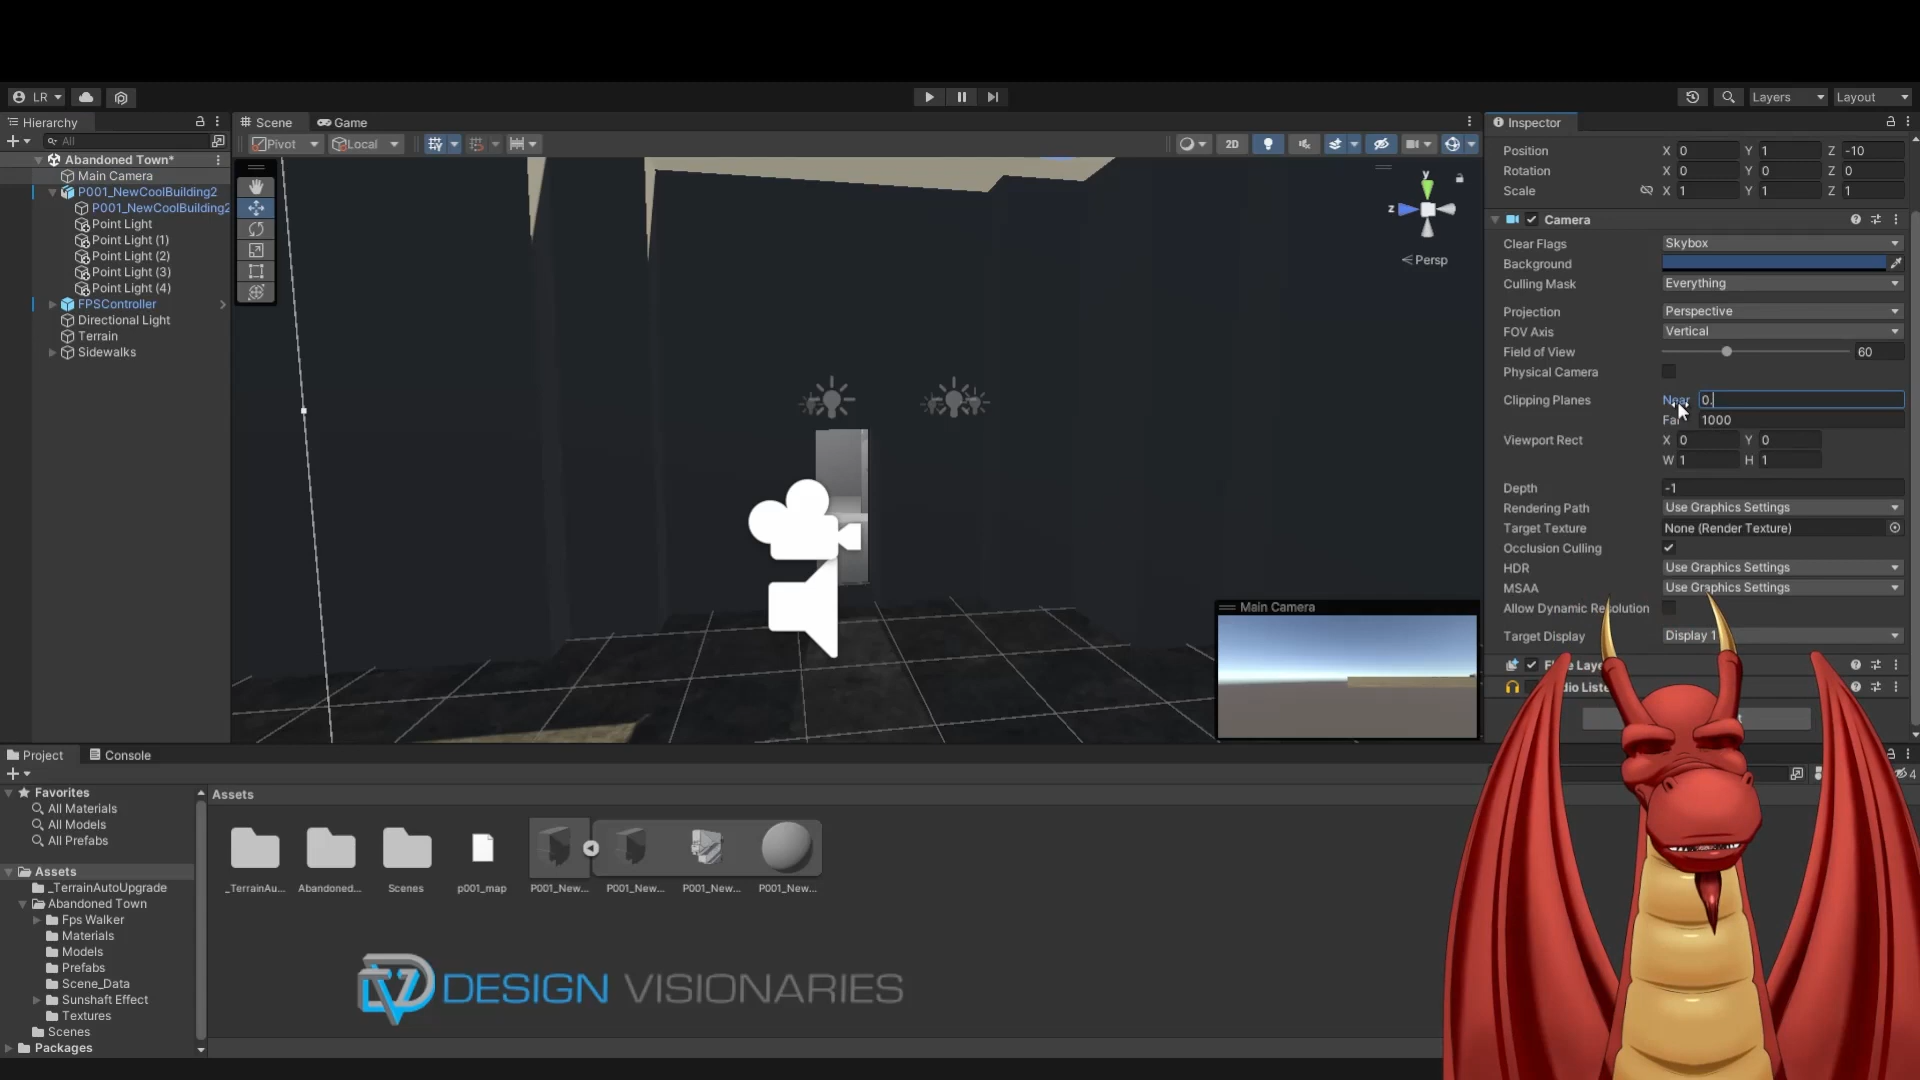 LR
Layers
Layout
Hierarchy
Scene
Game
Inspector
All
Pivot
Local
2D
Abandoned Town*
Main Camera
P001_NewCoolBuilding2
P001_NewCoolBuilding2
Point Light
Point Light (1)
Point Light (2)
Point Light (3)
Point Light (4)
FPSController
Directional Light
Terrain
Sidewalks
y
z
Persp
Main Camera
Position X 0 Y 1 Z -10
Rotation X 0 Y 0 Z 0
Scale X 1 Y 1 Z 1
Camera
Clear Flags Skybox
Background
Culling Mask Everything
Projection Perspective
FOV Axis Vertical
Field of View 60
Physical Camera
Clipping Planes Near 0.
Far 1000
Viewport Rect X 0 Y 0
W 1 H 1
Depth -1
Rendering Path Use Graphics Settings
Target Texture None (Render Texture)
Occlusion Culling
HDR Use Graphics Settings
MSAA Use Graphics Settings
Allow Dynamic Resolution
Target Display Display 1
Project
Console
4
Favorites
All Materials
All Models
All Prefabs
Assets
_TerrainAutoUpgrade
Abandoned Town
Fps Walker
Materials
Models
Prefabs
Scene_Data
Sunshaft Effect
Textures
Scenes
Packages
Assets
_TerrainAu...
Abandoned...
Scenes
p001_map
P001_New...
P001_New...
P001_New...
P001_New...
DV DESIGN VISIONARIES